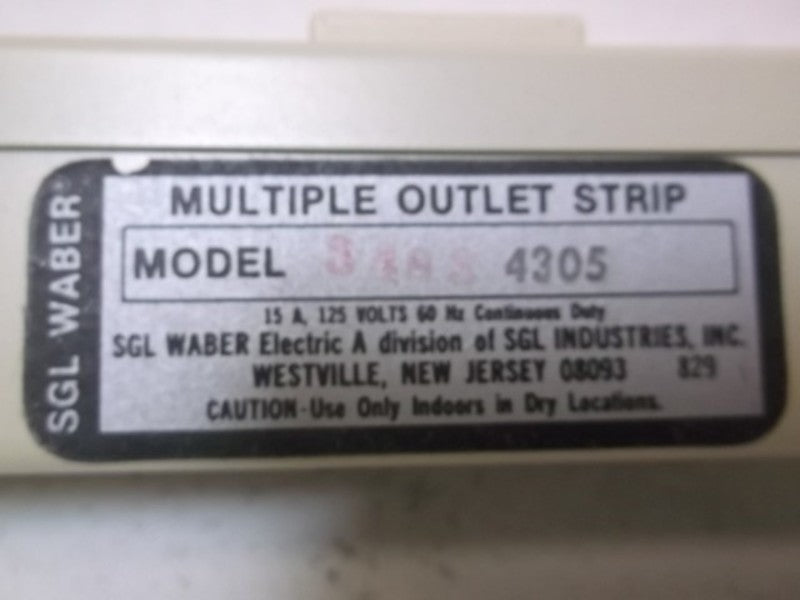 SGL WABER
MULTIPLE OUTLET STRIP
MODEL 4305
15 A, 125 VOLTS 60 Hz Continuous Duty
SGL WABER Electric A division of SGL INDUSTRIES, INC.
WESTVILLE, NEW JERSEY 08093 829
CAUTION-Use Only Indoors in Dry Locations.